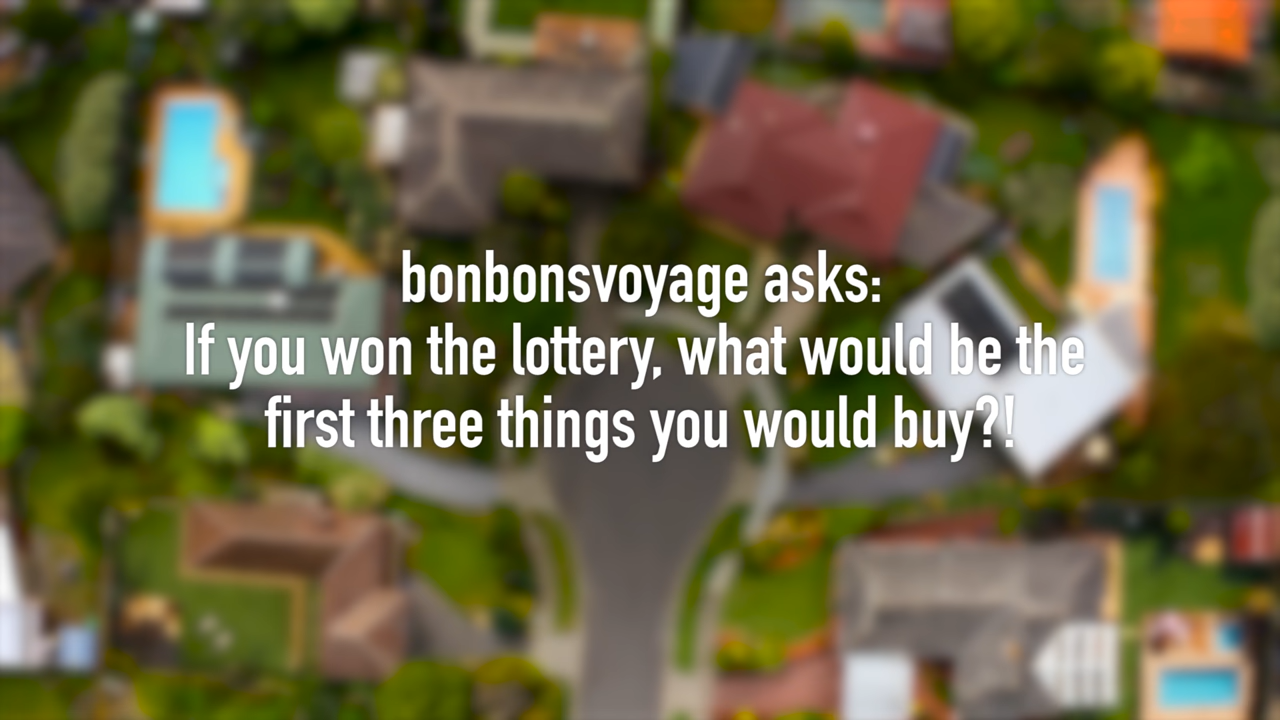 bonbonsvoyage asks:
If you won the lottery, what would be the
first three things you would buy?!